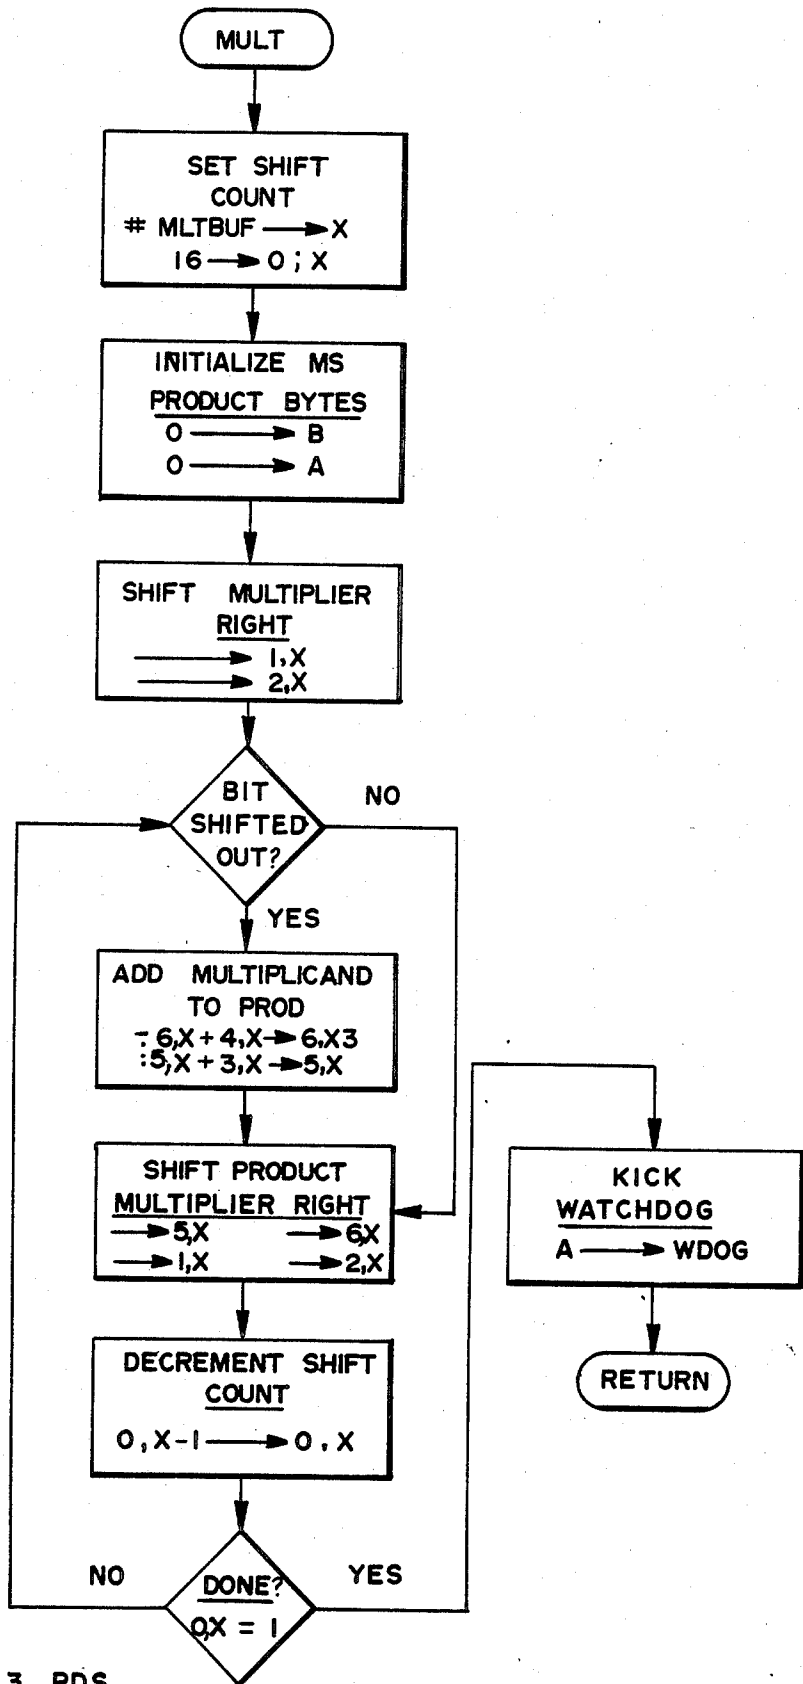 MULT
SET SHIFT
COUNT
# MLTBUF → X
16 → 0 ; X
INITIALIZE MS
PRODUCT BYTES
0 → B
0 → A
SHIFT MULTIPLIER
RIGHT
→ 1,X
→ 2,X
BIT
SHIFTED
OUT?
NO
YES
ADD MULTIPLICAND
TO PROD
6,X + 4,X → 6,X3
:5,X + 3,X → 5,X
SHIFT PRODUCT
MULTIPLIER RIGHT
→ 5,X → 6,X
→ 1,X → 2,X
DECREMENT SHIFT
COUNT
0,X-1 → 0,X
DONE?
0,X = 1
NO
YES
KICK
WATCHDOG
A → WDOG
RETURN